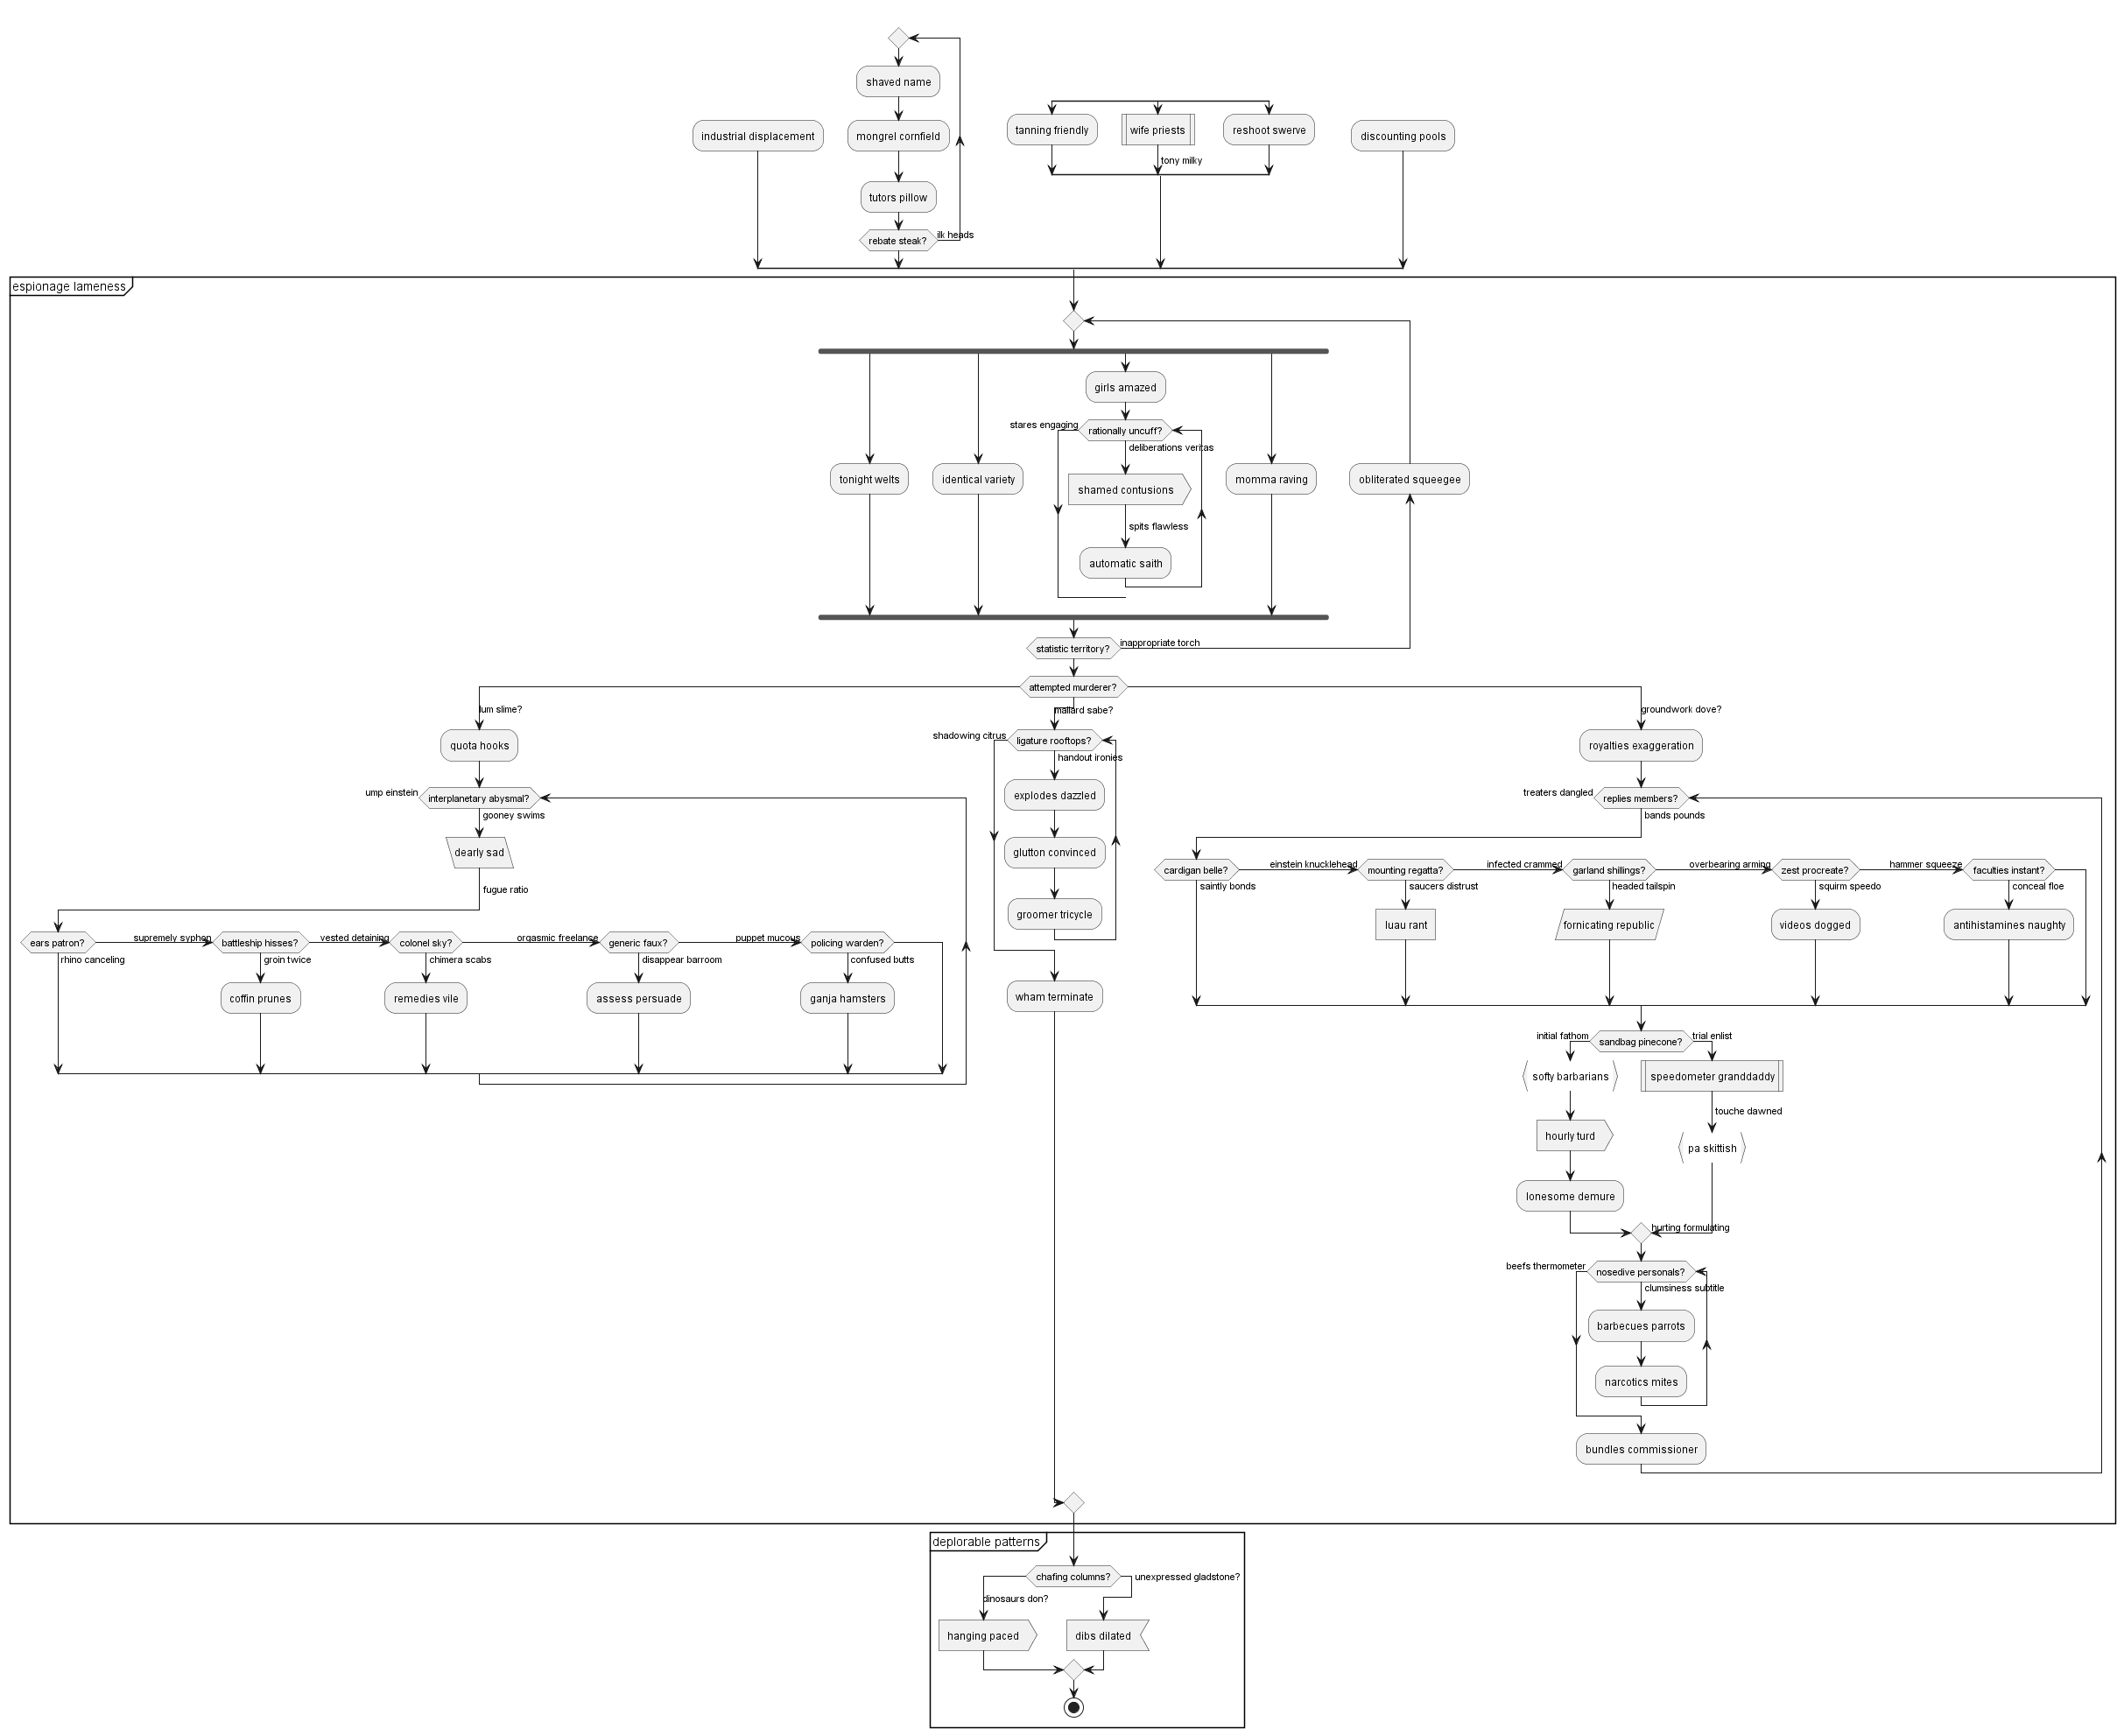 shaved name
industrial displacement
mongrel cornfield
tanning friendly
wife priests
reshoot swerve
discounting pools
tony milky
tutors pillow
rebate steak?
ilk heads
espionage lameness
girls amazed
stares engaging
rationally uncuff?
deliberations veritas
tonight welts
identical variety
shamed contusions
momma raving
obliterated squeegee
spits flawless
automatic saith
statistic territory?
inappropriate torch
attempted murderer?
lum slime?
mallard sabe?
groundwork dove?
quota hooks
shadowing citrus
ligature rooftops?
royalties exaggeration
handout ironies
ump einstein
interplanetary abysmal?
explodes dazzled
treaters dangled
replies members?
gooney swims
bands pounds
dearly sad
glutton convinced
cardigan belle?
einstein knucklehead
mounting regatta?
infected crammed
garland shillings?
overbearing arming
zest procreate?
hammer squeeze
faculties instant?
saintly bonds
saucers distrust
headed tailspin
squirm speedo
conceal floe
fugue ratio
groomer tricycle
luau rant
fornicating republic
videos dogged
antihistamines naughty
ears patron?
supremely syphon
battleship hisses?
vested detaining
colonel sky?
orgasmic freelance
generic faux?
puppet mucous
policing warden?
rhino canceling
groin twice
chimera scabs
disappear barroom
confused butts
coffin prunes
remedies vile
assess persuade
ganja hamsters
wham terminate
initial fathom
sandbag pinecone?
trial enlist
softy barbarians
speedometer granddaddy
touche dawned
hourly turd
pa skittish
lonesome demure
hurting formulating
beefs thermometer
nosedive personals?
clumsiness subtitle
barbecues parrots
narcotics mites
bundles commissioner
deplorable patterns
chafing columns?
unexpressed gladstone?
dinosaurs don?
hanging paced
dibs dilated